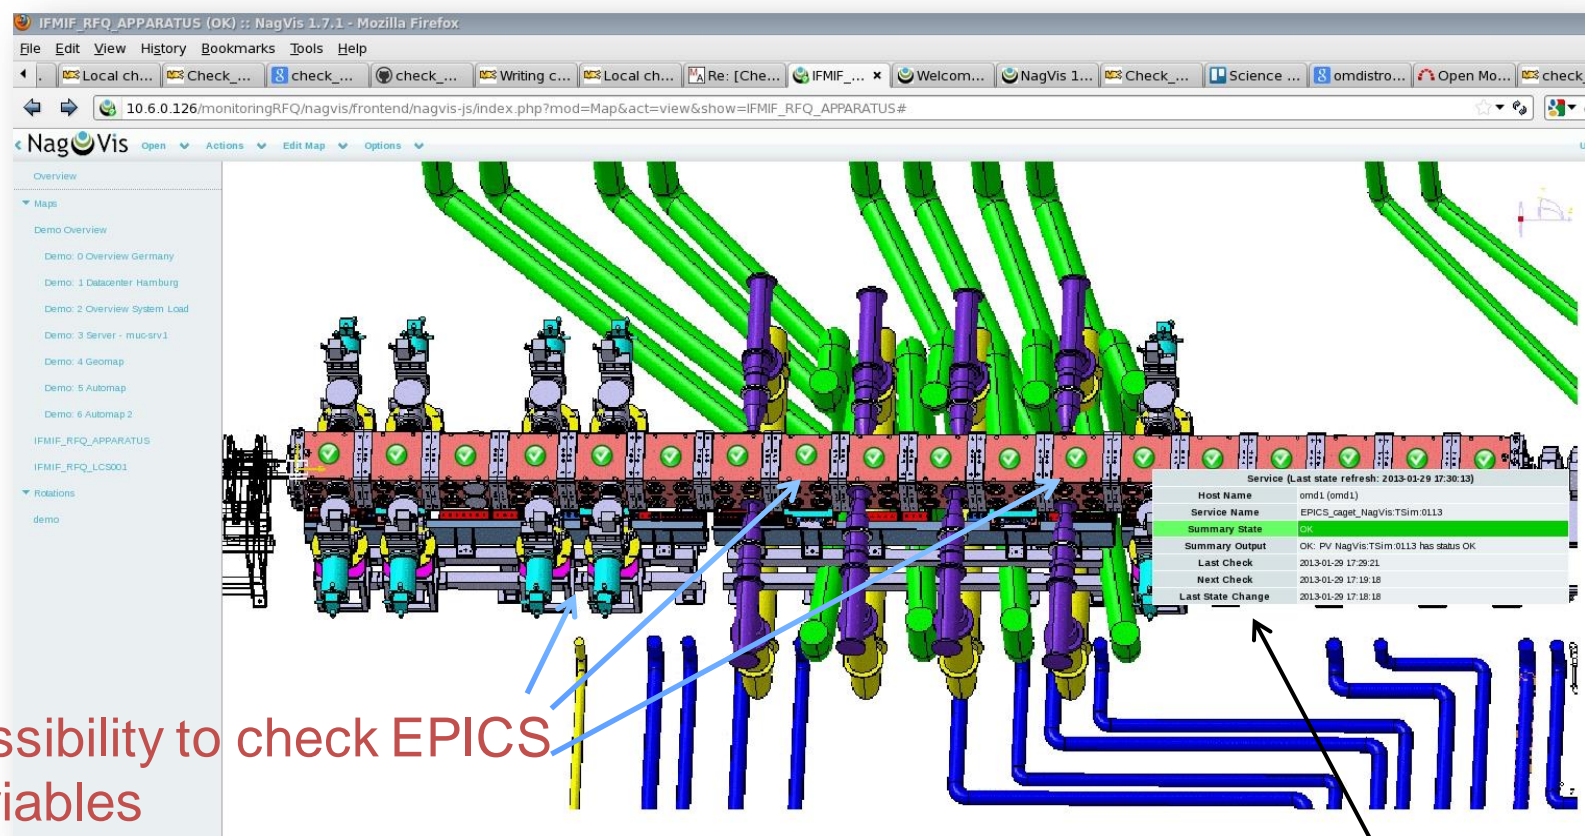 IFMIF_RFQ_APPARATUS (OK) :: NagVis 1.7.1 - Mozilla Firefox
File Edit View History Bookmarks Tools Help
Local ch... Check_... check_... check_... Writing c... Local ch... Re: [Che... IFMIF_... × Welcom... NagVis 1... Check_... Science ... omdistro... Open Mo... check_
10.6.0.126/monitoringRFQ/nagvis/frontend/nagvis-js/index.php?mod=Map&act=view&show=IFMIF_RFQ_APPARATUS#
NagVis Open Actions Edit Map Options
Overview
Maps
Demo Overview
Demo: 0 Overview Germany
Demo: 1 Datacenter Hamburg
Demo: 2 Overview System Load
Demo: 3 Server - muc-srv1
Demo: 4 Geomap
Demo: 5 Automap
Demo: 6 Automap 2
IFMIF_RFQ_APPARATUS
IFMIF_RFQ_LCS001
Rotations
demo
Service (Last state refresh: 2013-01-29 17:30:13)
Host Name omd1 (omd1)
Service Name EPICS_caget_NagVis:TSim:0113
Summary State OK
Summary Output OK: PV NagVis:TSim:0113 has status OK
Last Check 2013-01-29 17:29:21
Next Check 2013-01-29 17:19:18
Last State Change 2013-01-29 17:18:18
ssibility to check EPICS
riables